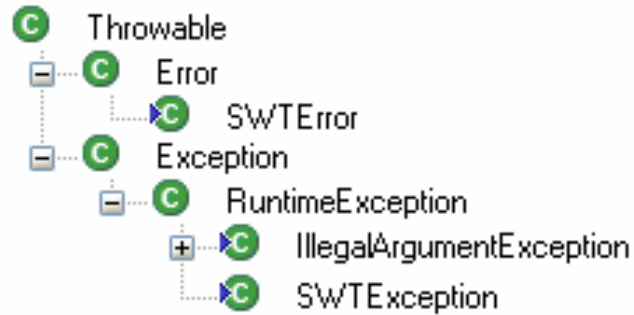 Throwable
Error
SWTError
Exception
RuntimeException
IllegalArgumentException
SWTException